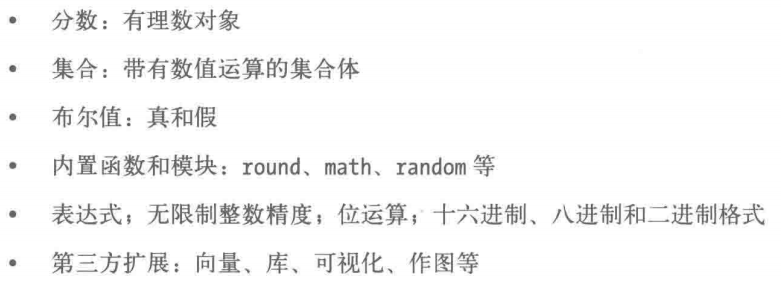 • 分数：有理数对象
• 集合：带有数值运算的集合体
• 布尔值：真和假
• 内置函数和模块：round、math、random 等
• 表达式；无限制整数精度；位运算；十六进制、八进制和二进制格式
• 第三方扩展：向量、库、可视化、作图等